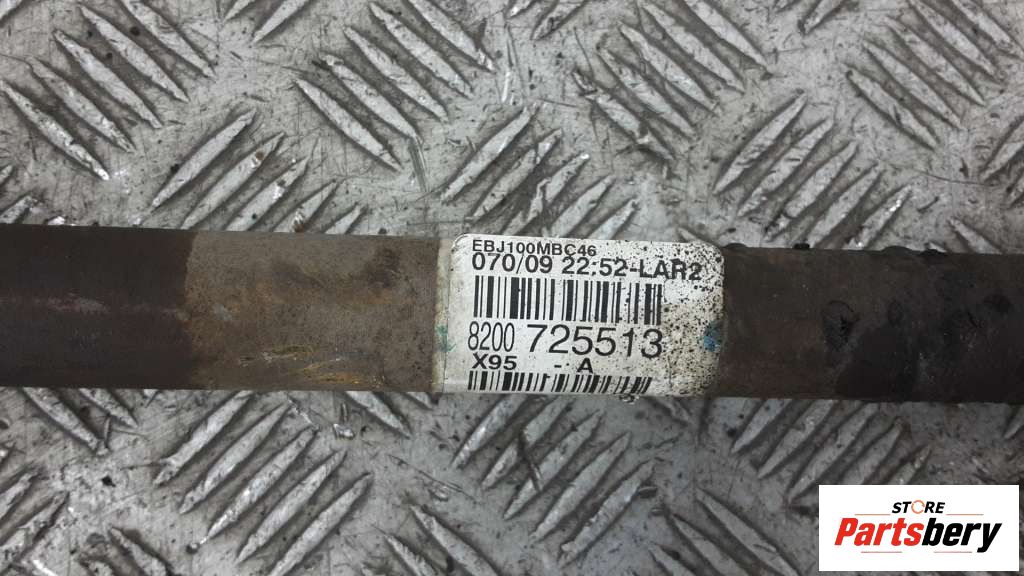 EBJ100MBC46
070/09 22:52-LAR2
8200 725513
X95 - A
STORE
Partsbery